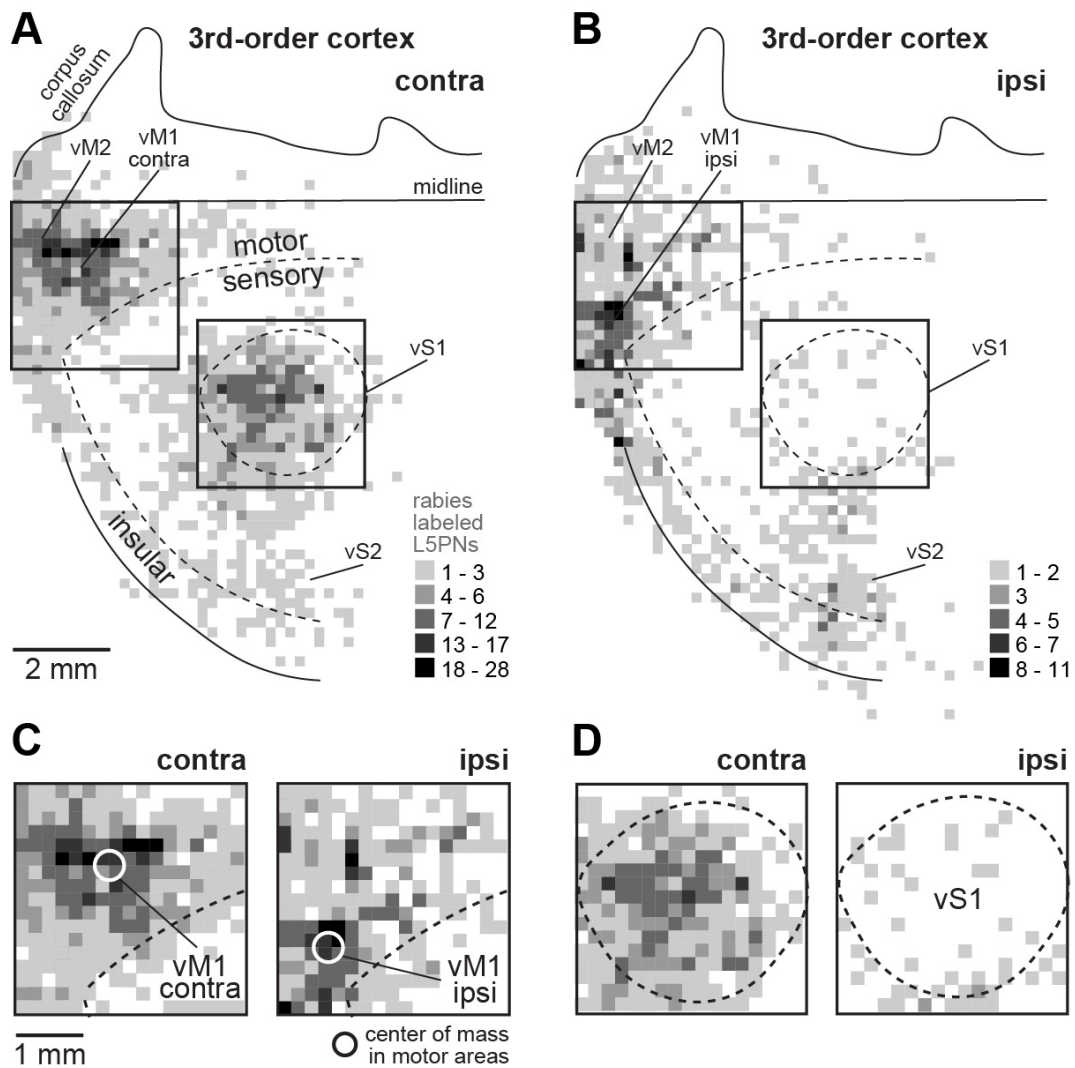 A
3rd-order cortex
contra
corpus
callosum
vM2
vM1
contra
midline
motor
sensory
vS1
insular
vS2
rabies
labeled
L5PNs
1 - 3
4 - 6
7 - 12
13 - 17
18 - 28
2 mm
B
3rd-order cortex
ipsi
vM2
vM1
ipsi
vS1
vS2
1 - 2
3
4 - 5
6 - 7
8 - 11
C
contra
vM1
contra
1 mm
ipsi
vM1
ipsi
center of mass
in motor areas
D
contra
ipsi
vS1